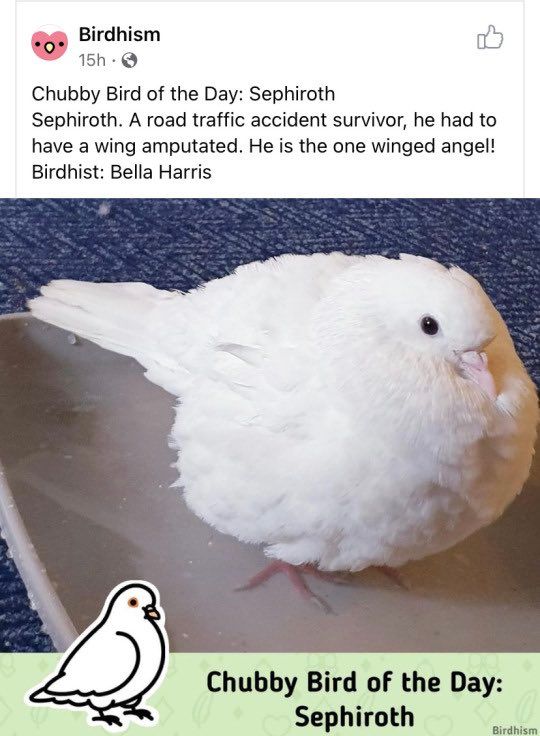 Birdhism
15h ·
Chubby Bird of the Day: Sephiroth
Sephiroth. A road traffic accident survivor, he had to
have a wing amputated. He is the one winged angel!
Birdhist: Bella Harris
Chubby Bird of the Day:
Sephiroth
Birdhism